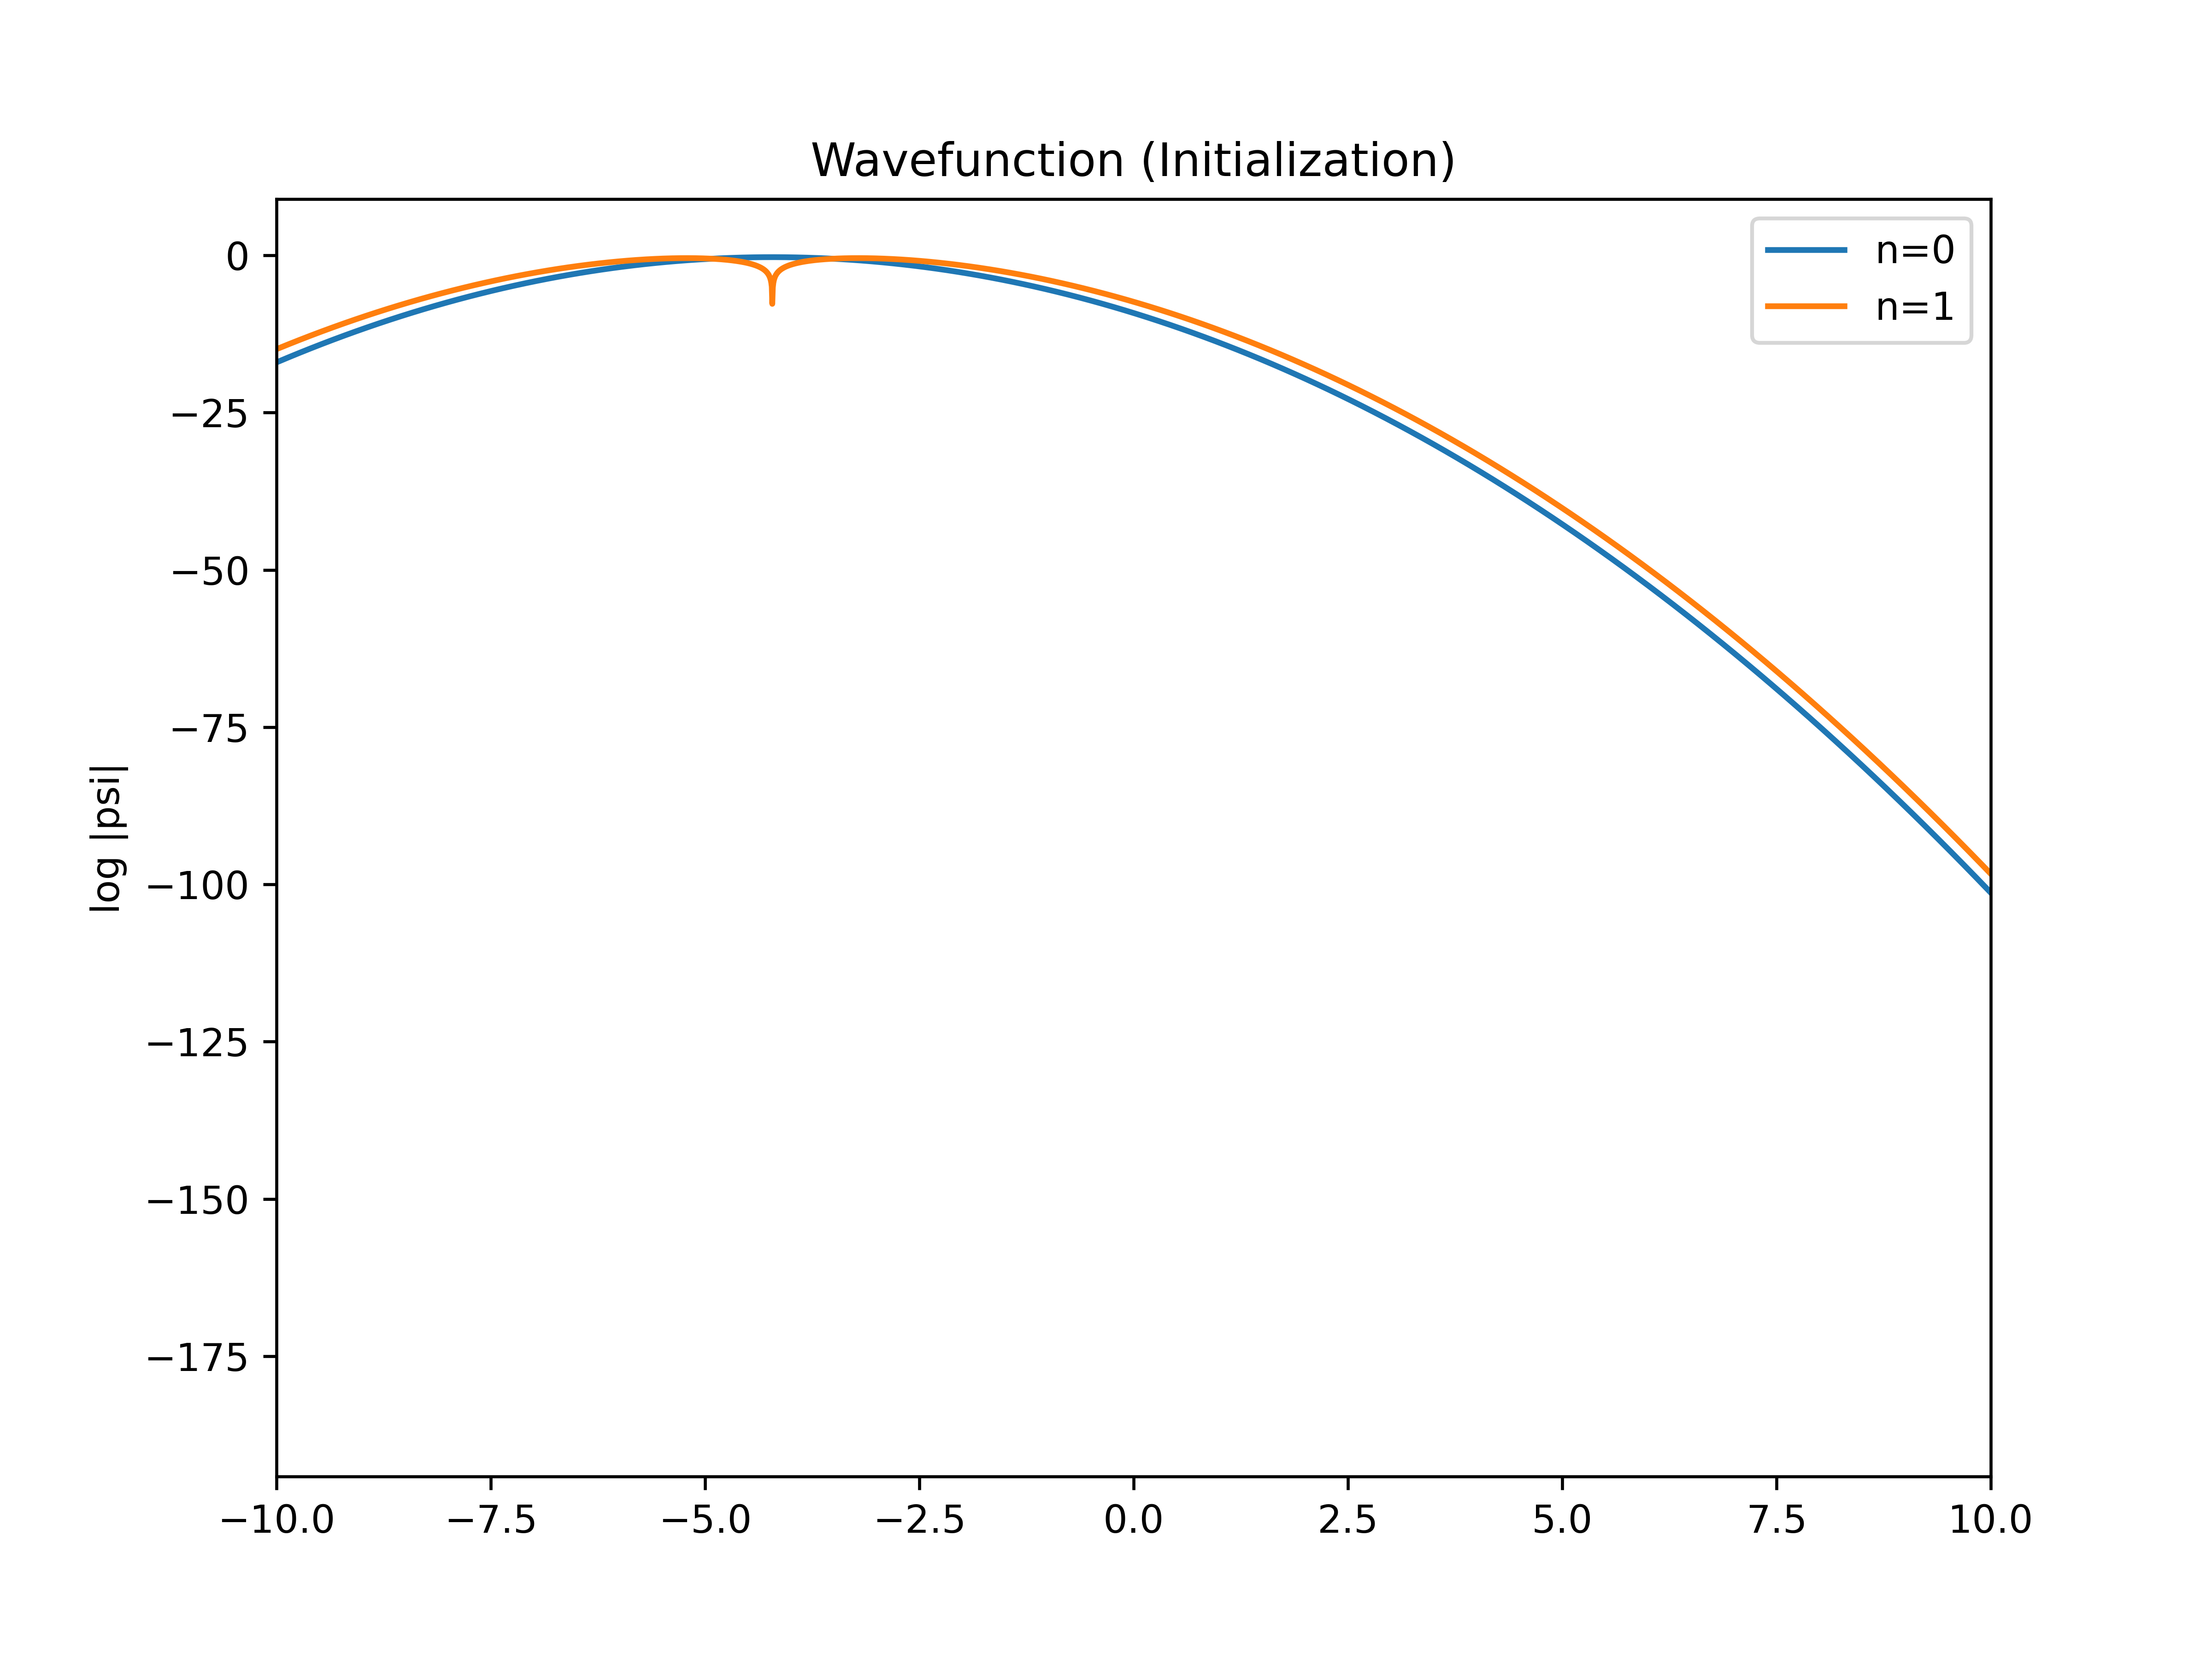 Wavefunction (Initialization)
n=0
n=1
log |psi|
0
−25
−50
−75
−100
−125
−150
−175
−10.0 −7.5 −5.0 −2.5 0.0 2.5 5.0 7.5 10.0